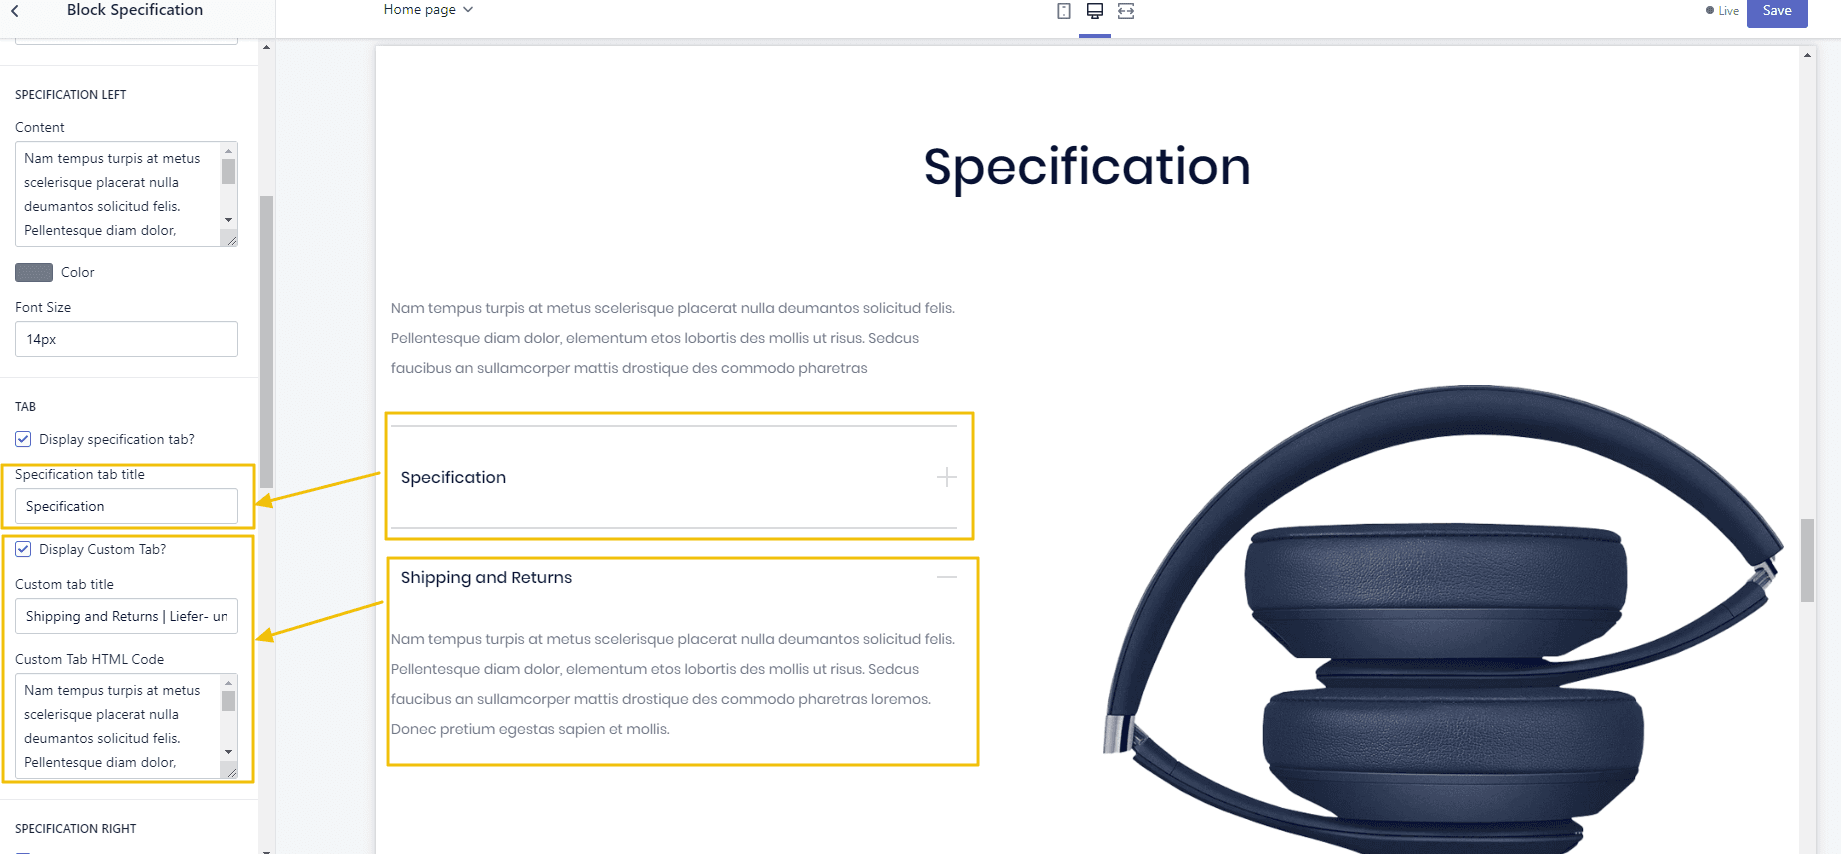 Block Specification
Home page
Live
Save
SPECIFICATION LEFT
Content
Nam tempus turpis at metus
scelerisque placerat nulla
deumantos solicitud felis.
Pellentesque diam dolor,
Color
Font Size
14px
TAB
Display specification tab?
Specification tab title
Specification
Display Custom Tab?
Custom tab title
Shipping and Returns | Liefer- un
Custom Tab HTML Code
Nam tempus turpis at metus
scelerisque placerat nulla
deumantos solicitud felis.
Pellentesque diam dolor,
SPECIFICATION RIGHT
Specification
Nam tempus turpis at metus scelerisque placerat nulla deumantos solicitud felis.
Pellentesque diam dolor, elementum etos lobortis des mollis ut risus. Sedcus
faucibus an sullamcorper mattis drostique des commodo pharetras
Specification
Shipping and Returns
Nam tempus turpis at metus scelerisque placerat nulla deumantos solicitud felis.
Pellentesque diam dolor, elementum etos lobortis des mollis ut risus. Sedcus
faucibus an sullamcorper mattis drostique des commodo pharetras loremos.
Donec pretium egestas sapien et mollis.